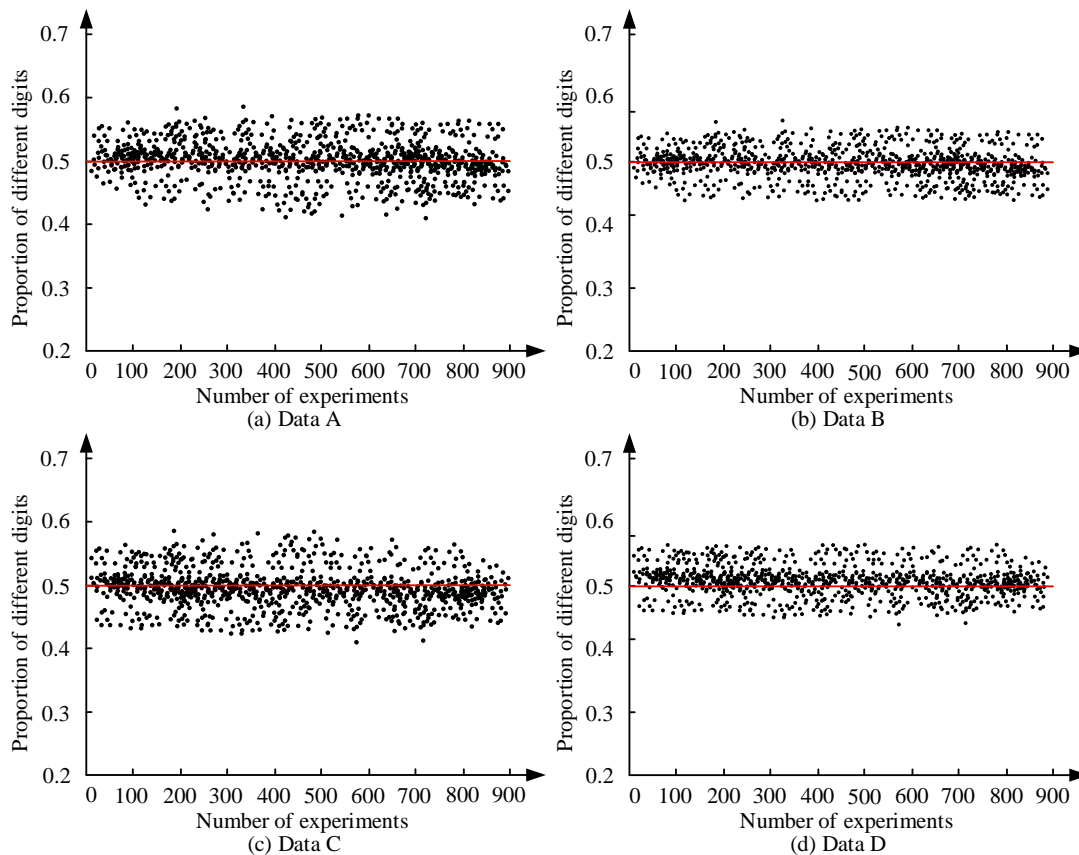 0.7
0.6
0.5
0.4
0.3
0.2
Proportion of different digits
0 100 200 300 400 500 600 700 800 900
Number of experiments
(a) Data A
0.7
0.6
0.5
0.4
0.3
0.2
Proportion of different digits
0 100 200 300 400 500 600 700 800 900
Number of experiments
(b) Data B
0.7
0.6
0.5
0.4
0.3
0.2
Proportion of different digits
0 100 200 300 400 500 600 700 800 900
Number of experiments
(c) Data C
0.7
0.6
0.5
0.4
0.3
0.2
Proportion of different digits
0 100 200 300 400 500 600 700 800 900
Number of experiments
(d) Data D